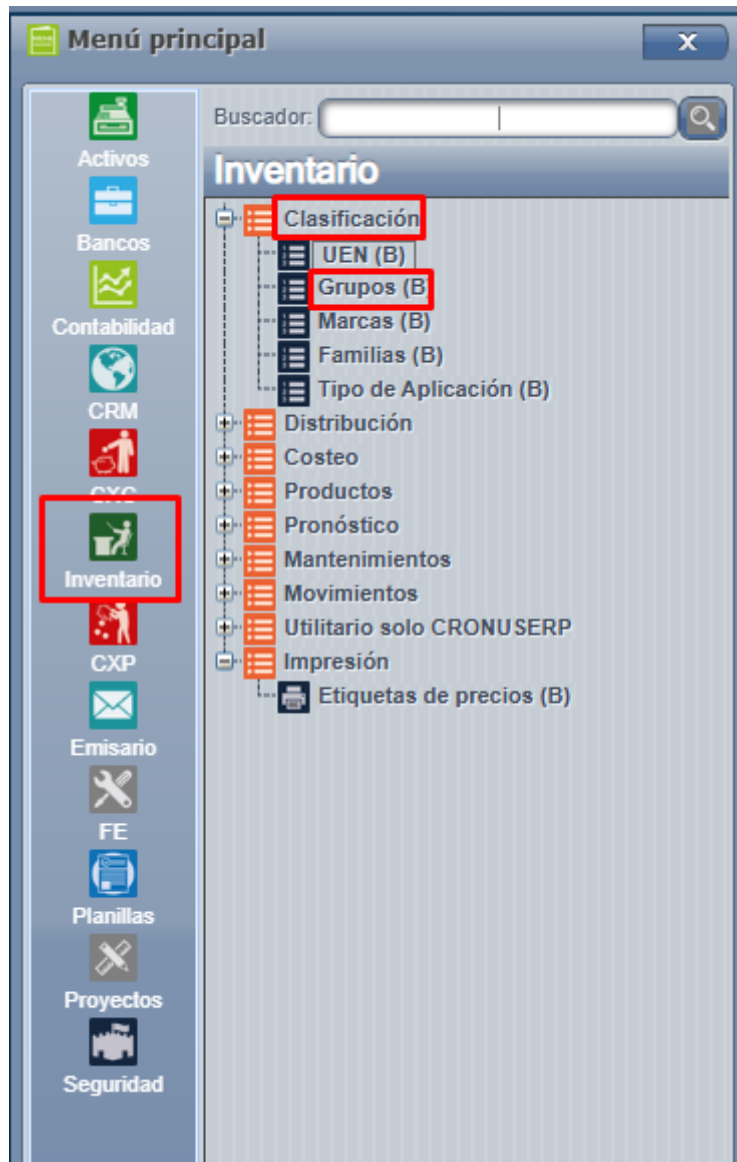 Menú principal
x
Buscador:
Inventario
Activos
Bancos
Contabilidad
CRM
CXC
Inventario
CXP
Emisario
FE
Planillas
Proyectos
Seguridad
Clasificación
UEN (B)
Grupos (B)
Marcas (B)
Familias (B)
Tipo de Aplicación (B)
Distribución
Costeo
Productos
Pronóstico
Mantenimientos
Movimientos
Utilitario solo CRONUSERP
Impresión
Etiquetas de precios (B)